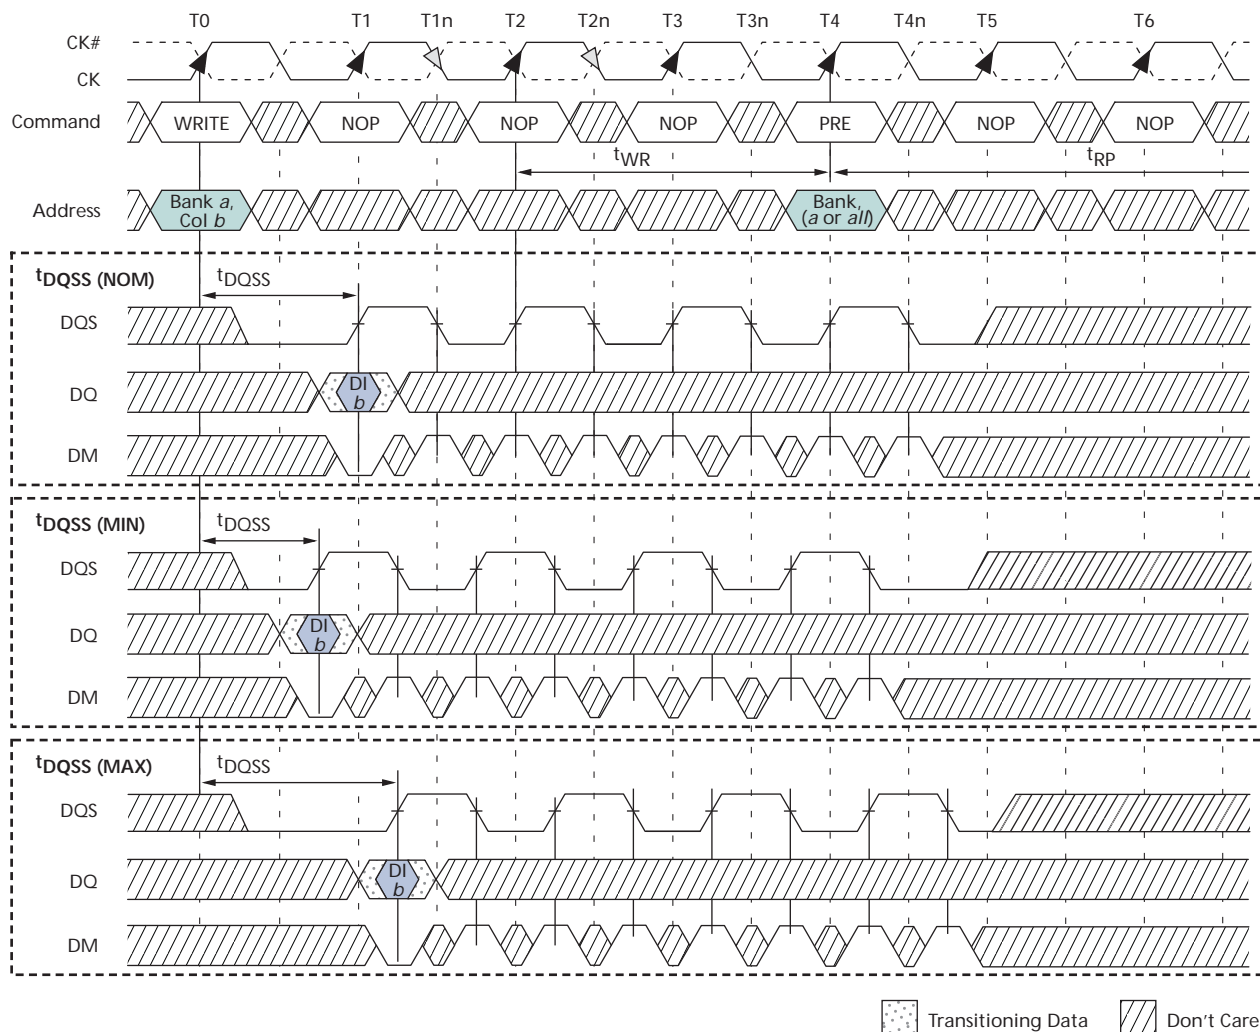 T0 T1 T1n T2 T2n T3 T3n T4 T4n T5 T6
CK#
CK
Command WRITE NOP NOP NOP PRE NOP NOP
tWR tRP
Address Bank a, Col b Bank, (a or all)
tDQSS (NOM) tDQSS
DQS
DQ DI b
DM
tDQSS (MIN) tDQSS
DQS
DQ DI b
DM
tDQSS (MAX) tDQSS
DQS
DQ DI b
DM
Transitioning Data Don't Care